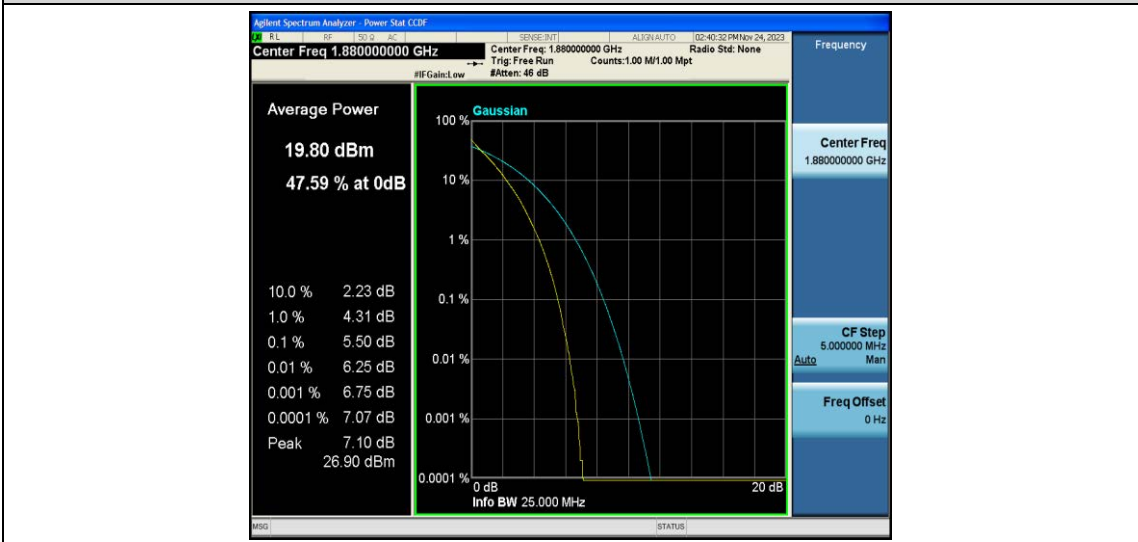 Agilent Spectrum Analyzer - Power Stat CCDF
LXI RL RF 50 Ω AC SENSE:INT ALIGN AUTO 02:40:32 PM Nov 24, 2023
Center Freq 1.880000000 GHz
Center Freq: 1.880000000 GHz Radio Std: None
Trig: Free Run Counts:1.00 M/1.00 Mpt
#IFGain:Low #Atten: 46 dB
Frequency
Average Power
19.80 dBm
47.59 % at 0dB
10.0 % 2.23 dB
1.0 % 4.31 dB
0.1 % 5.50 dB
0.01 % 6.25 dB
0.001 % 6.75 dB
0.0001 % 7.07 dB
Peak 7.10 dB
26.90 dBm
Gaussian
100 %
10 %
1 %
0.1 %
0.01 %
0.001 %
0.0001 %
0 dB 20 dB
Info BW 25.000 MHz
Center Freq
1.880000000 GHz
CF Step
5.000000 MHz
Auto Man
Freq Offset
0 Hz
MSG STATUS